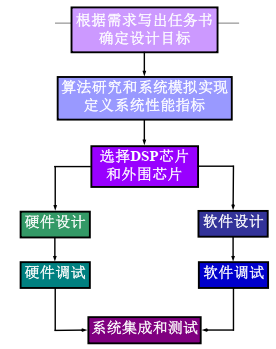 根据需求写出任务书
确定设计目标
算法研究和系统模拟实现
定义系统性能指标
选择DSP芯片
和外围芯片
硬件设计
软件设计
硬件调试
软件调试
系统集成和测试